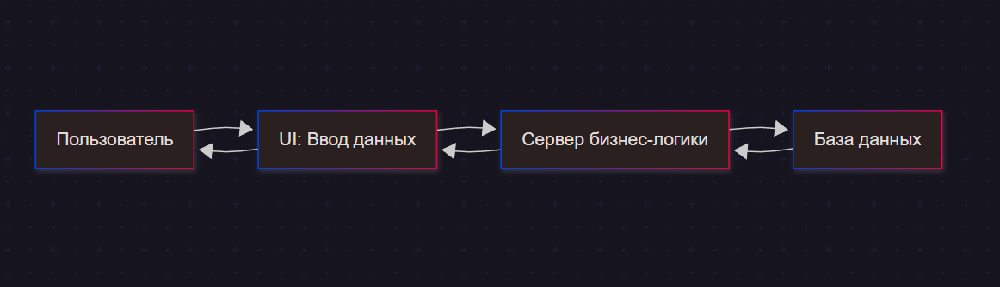 Пользователь
UI: Ввод данных
Сервер бизнес-логики
База данных